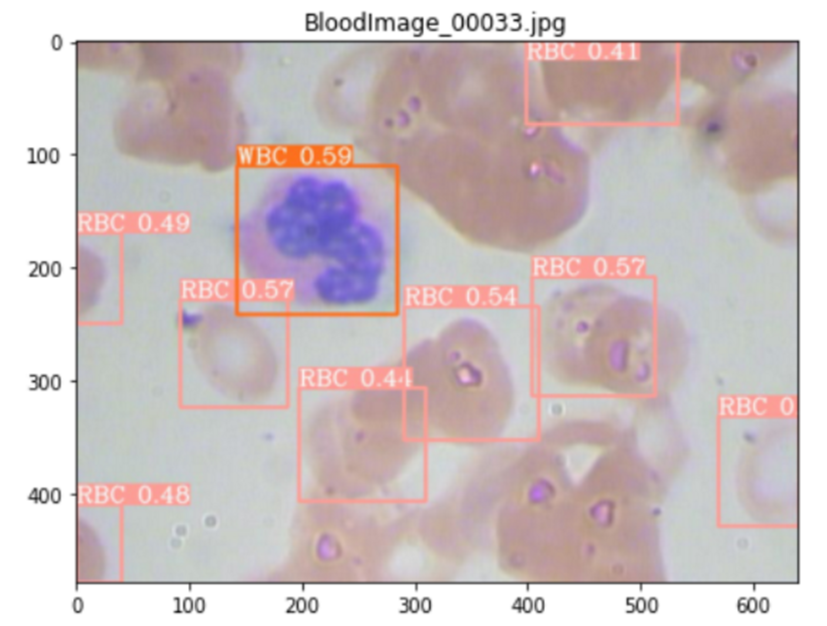 BloodImage_00033.jpg
0
RBC 0.41
100
WBC 0.59
RBC 0.49
200
RBC 0.57
RBC 0.57
RBC 0.54
300
RBC 0.44
RBC 0
400
RBC 0.48
0 100 200 300 400 500 600